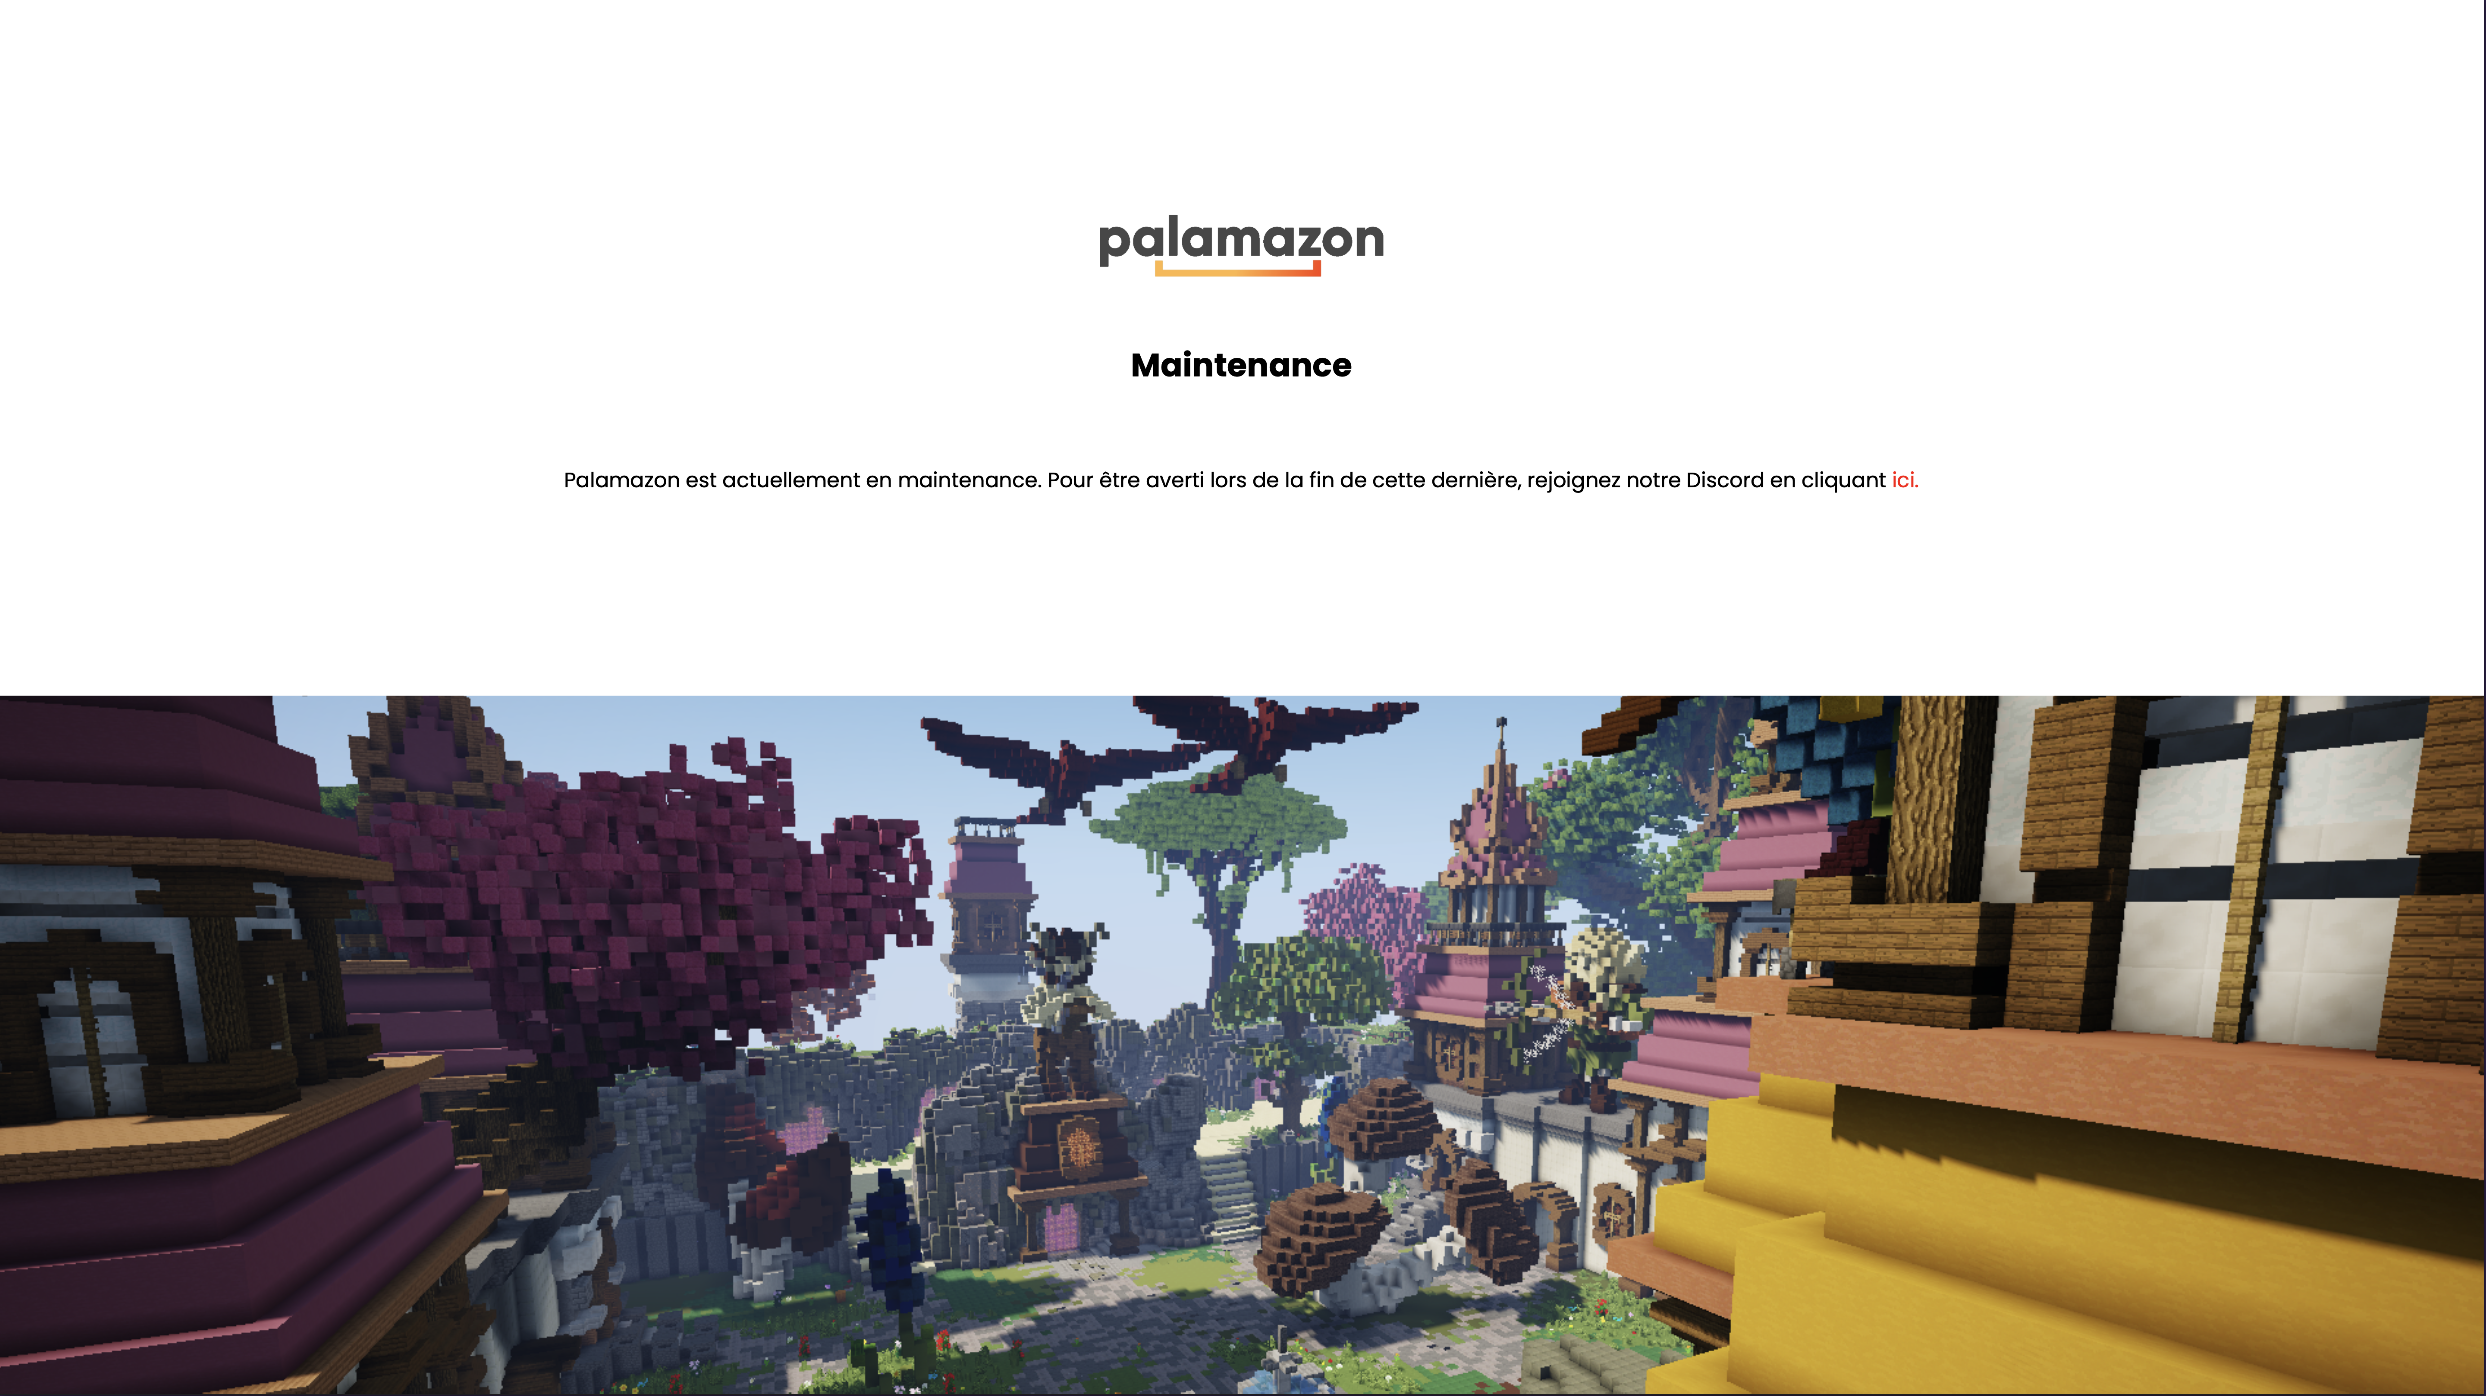 palamazon
Maintenance
Palamazon est actuellement en maintenance. Pour être averti lors de la fin de cette dernière, rejoignez notre Discord en cliquant ici.